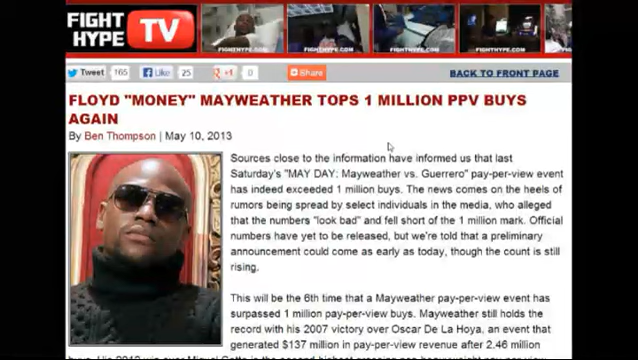 FIGHT
HYPE TV
FIGHTHYPE.COM FIGHTHYPE.COM FIGHTHYPE.COM FIGHTHYPE.COM
Tweet 165 Like 25 +1 0 Share BACK TO FRONT PAGE
FLOYD "MONEY" MAYWEATHER TOPS 1 MILLION PPV BUYS
AGAIN
By Ben Thompson | May 10, 2013
Sources close to the information have informed us that last
Saturday's "MAY DAY: Mayweather vs. Guerrero" pay-per-view event
has indeed exceeded 1 million buys. The news comes on the heels of
rumors being spread by select individuals in the media, who alleged
that the numbers "look bad" and fell short of the 1 million mark. Official
numbers have yet to be released, but we're told that a preliminary
announcement could come as early as today, though the count is still
rising.
This will be the 6th time that a Mayweather pay-per-view event has
surpassed 1 million pay-per-view buys. Mayweather still holds the
record with his 2007 victory over Oscar De La Hoya, an event that
generated $137 million in pay-per-view revenue after 2.46 million